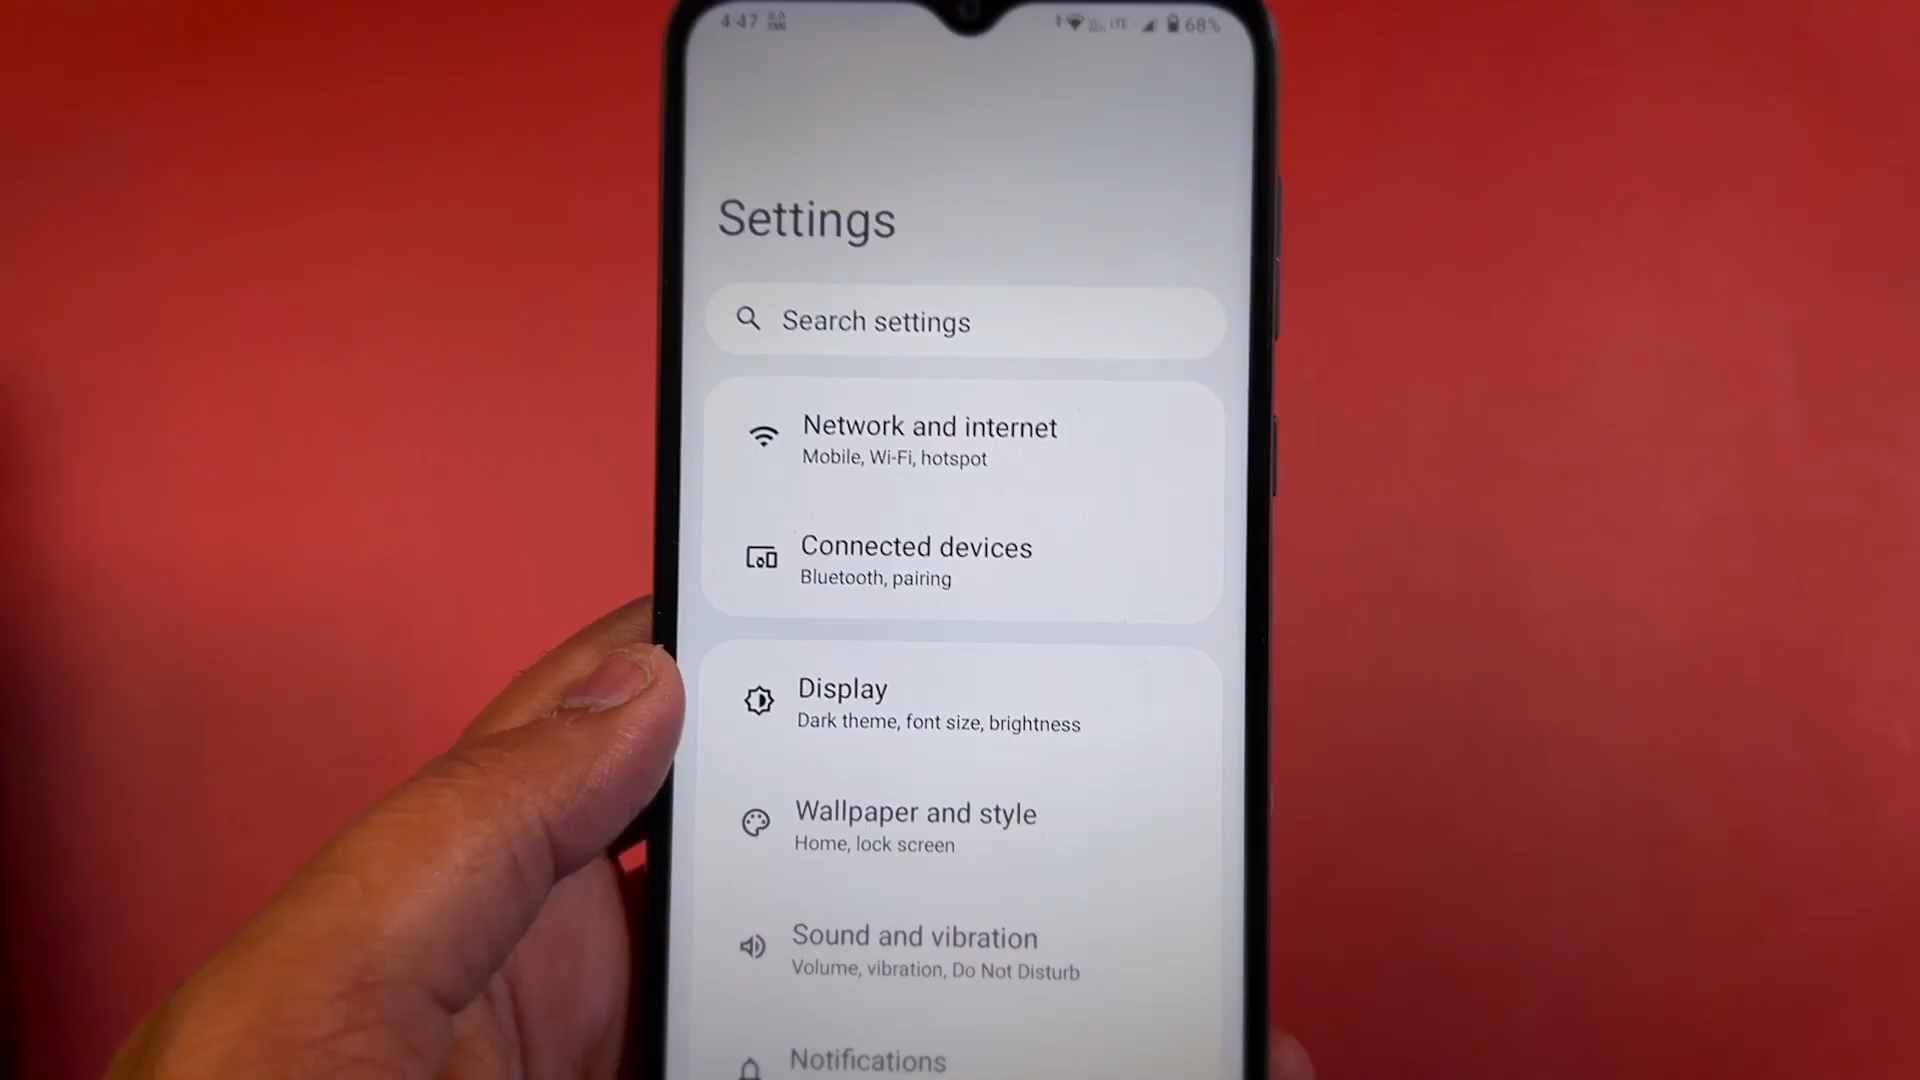 4:47
LTE 68%
Settings
Search settings
Network and internet
Mobile, Wi-Fi, hotspot
Connected devices
Bluetooth, pairing
Display
Dark theme, font size, brightness
Wallpaper and style
Home, lock screen
Sound and vibration
Volume, vibration, Do Not Disturb
Notifications